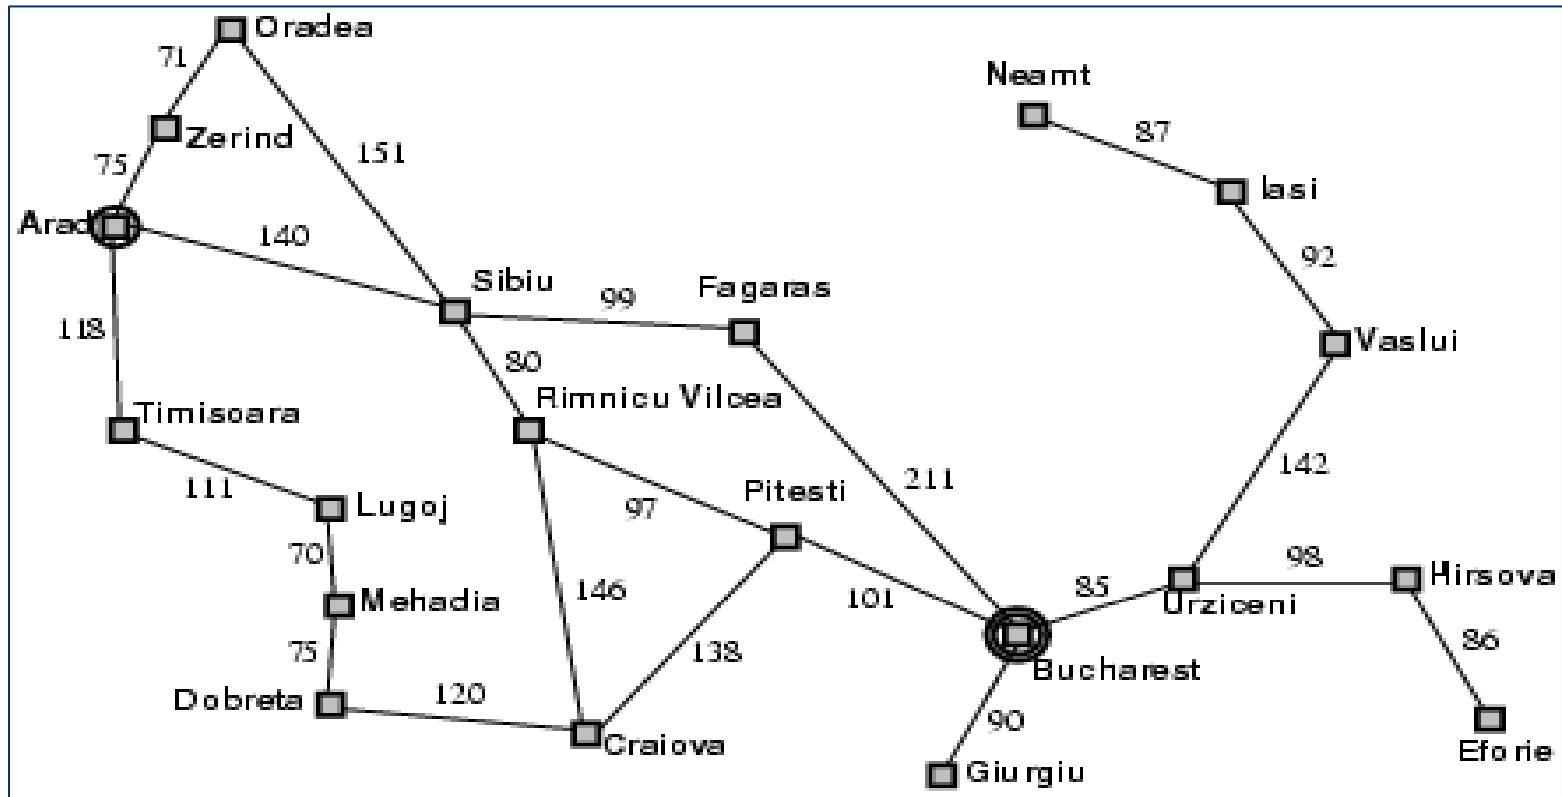 Oradea
71
Neamt
87
Zerind
151
75
Iasi
Arad
140
92
Sibiu
99
Fagaras
118
Vaslui
80
Timisoara
Rimnicu Vilcea
142
211
111
Lugoj
97
Pitesti
70
98
Hirsova
146
85
Urziceni
Mehadia
101
86
75
138
Bucharest
Dobreta
120
90
Craiova
Eforie
Giurgiu